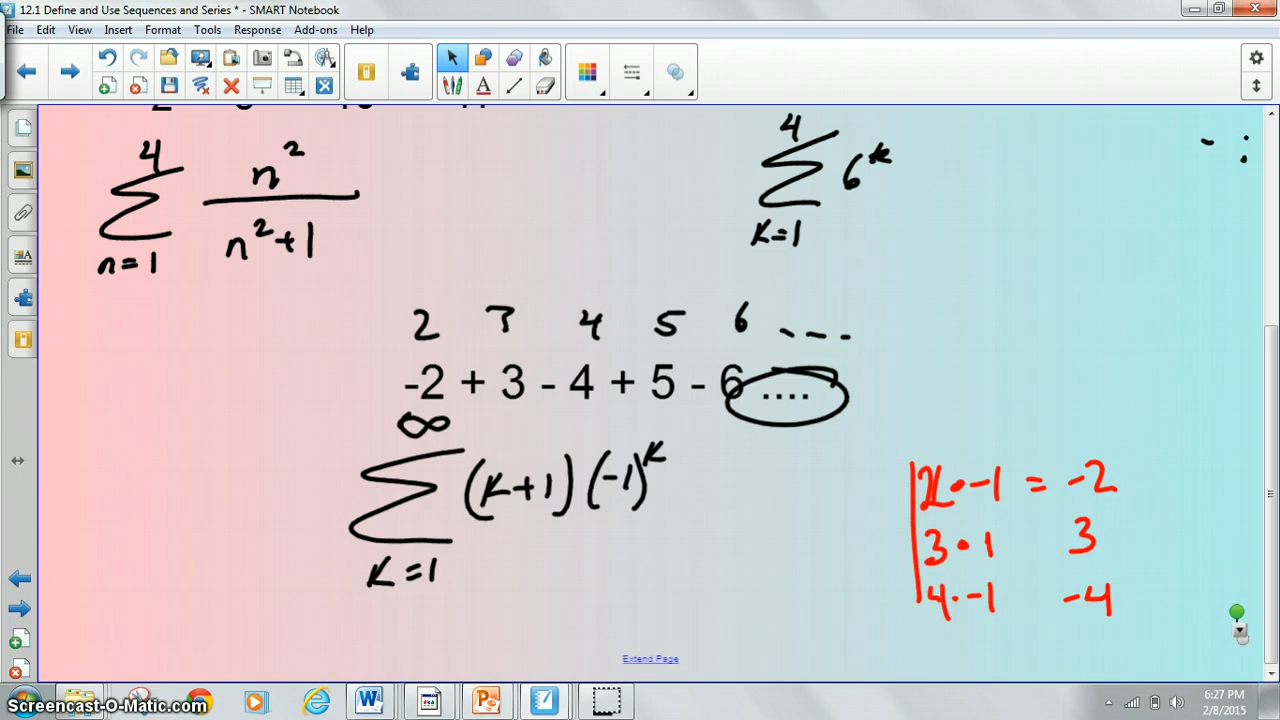 12.1 Define and Use Sequences and Series * - SMART Notebook
File Edit View Insert Format Tools Response Add-ons Help
4 n² 4 6^k
∑ ――― ∑
n=1 n²+1 k=1
2 3 4 5 6 ...
-2 + 3 - 4 + 5 - 6 ....
∞
∑ (k+1)(-1)^k
k=1
2·-1 = -2
3·1 3
4·-1 -4
Extend Page
Screencast-O-Matic.com
6:27 PM
2/8/2015